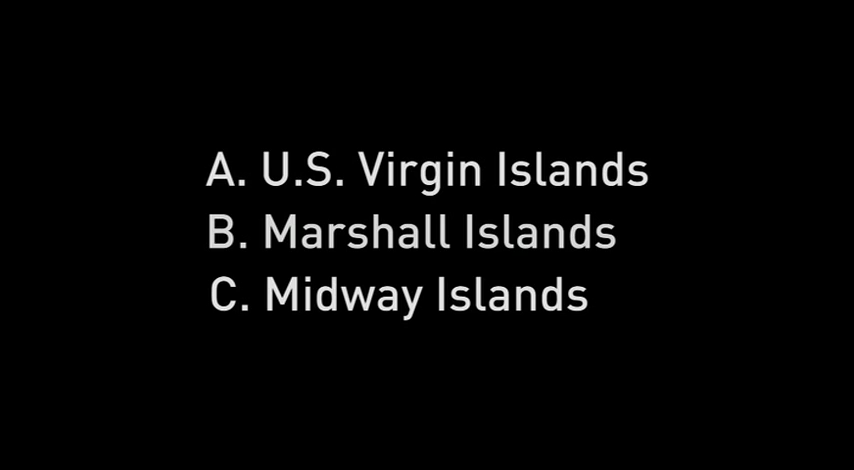 A. U.S. Virgin Islands
B. Marshall Islands
C. Midway Islands